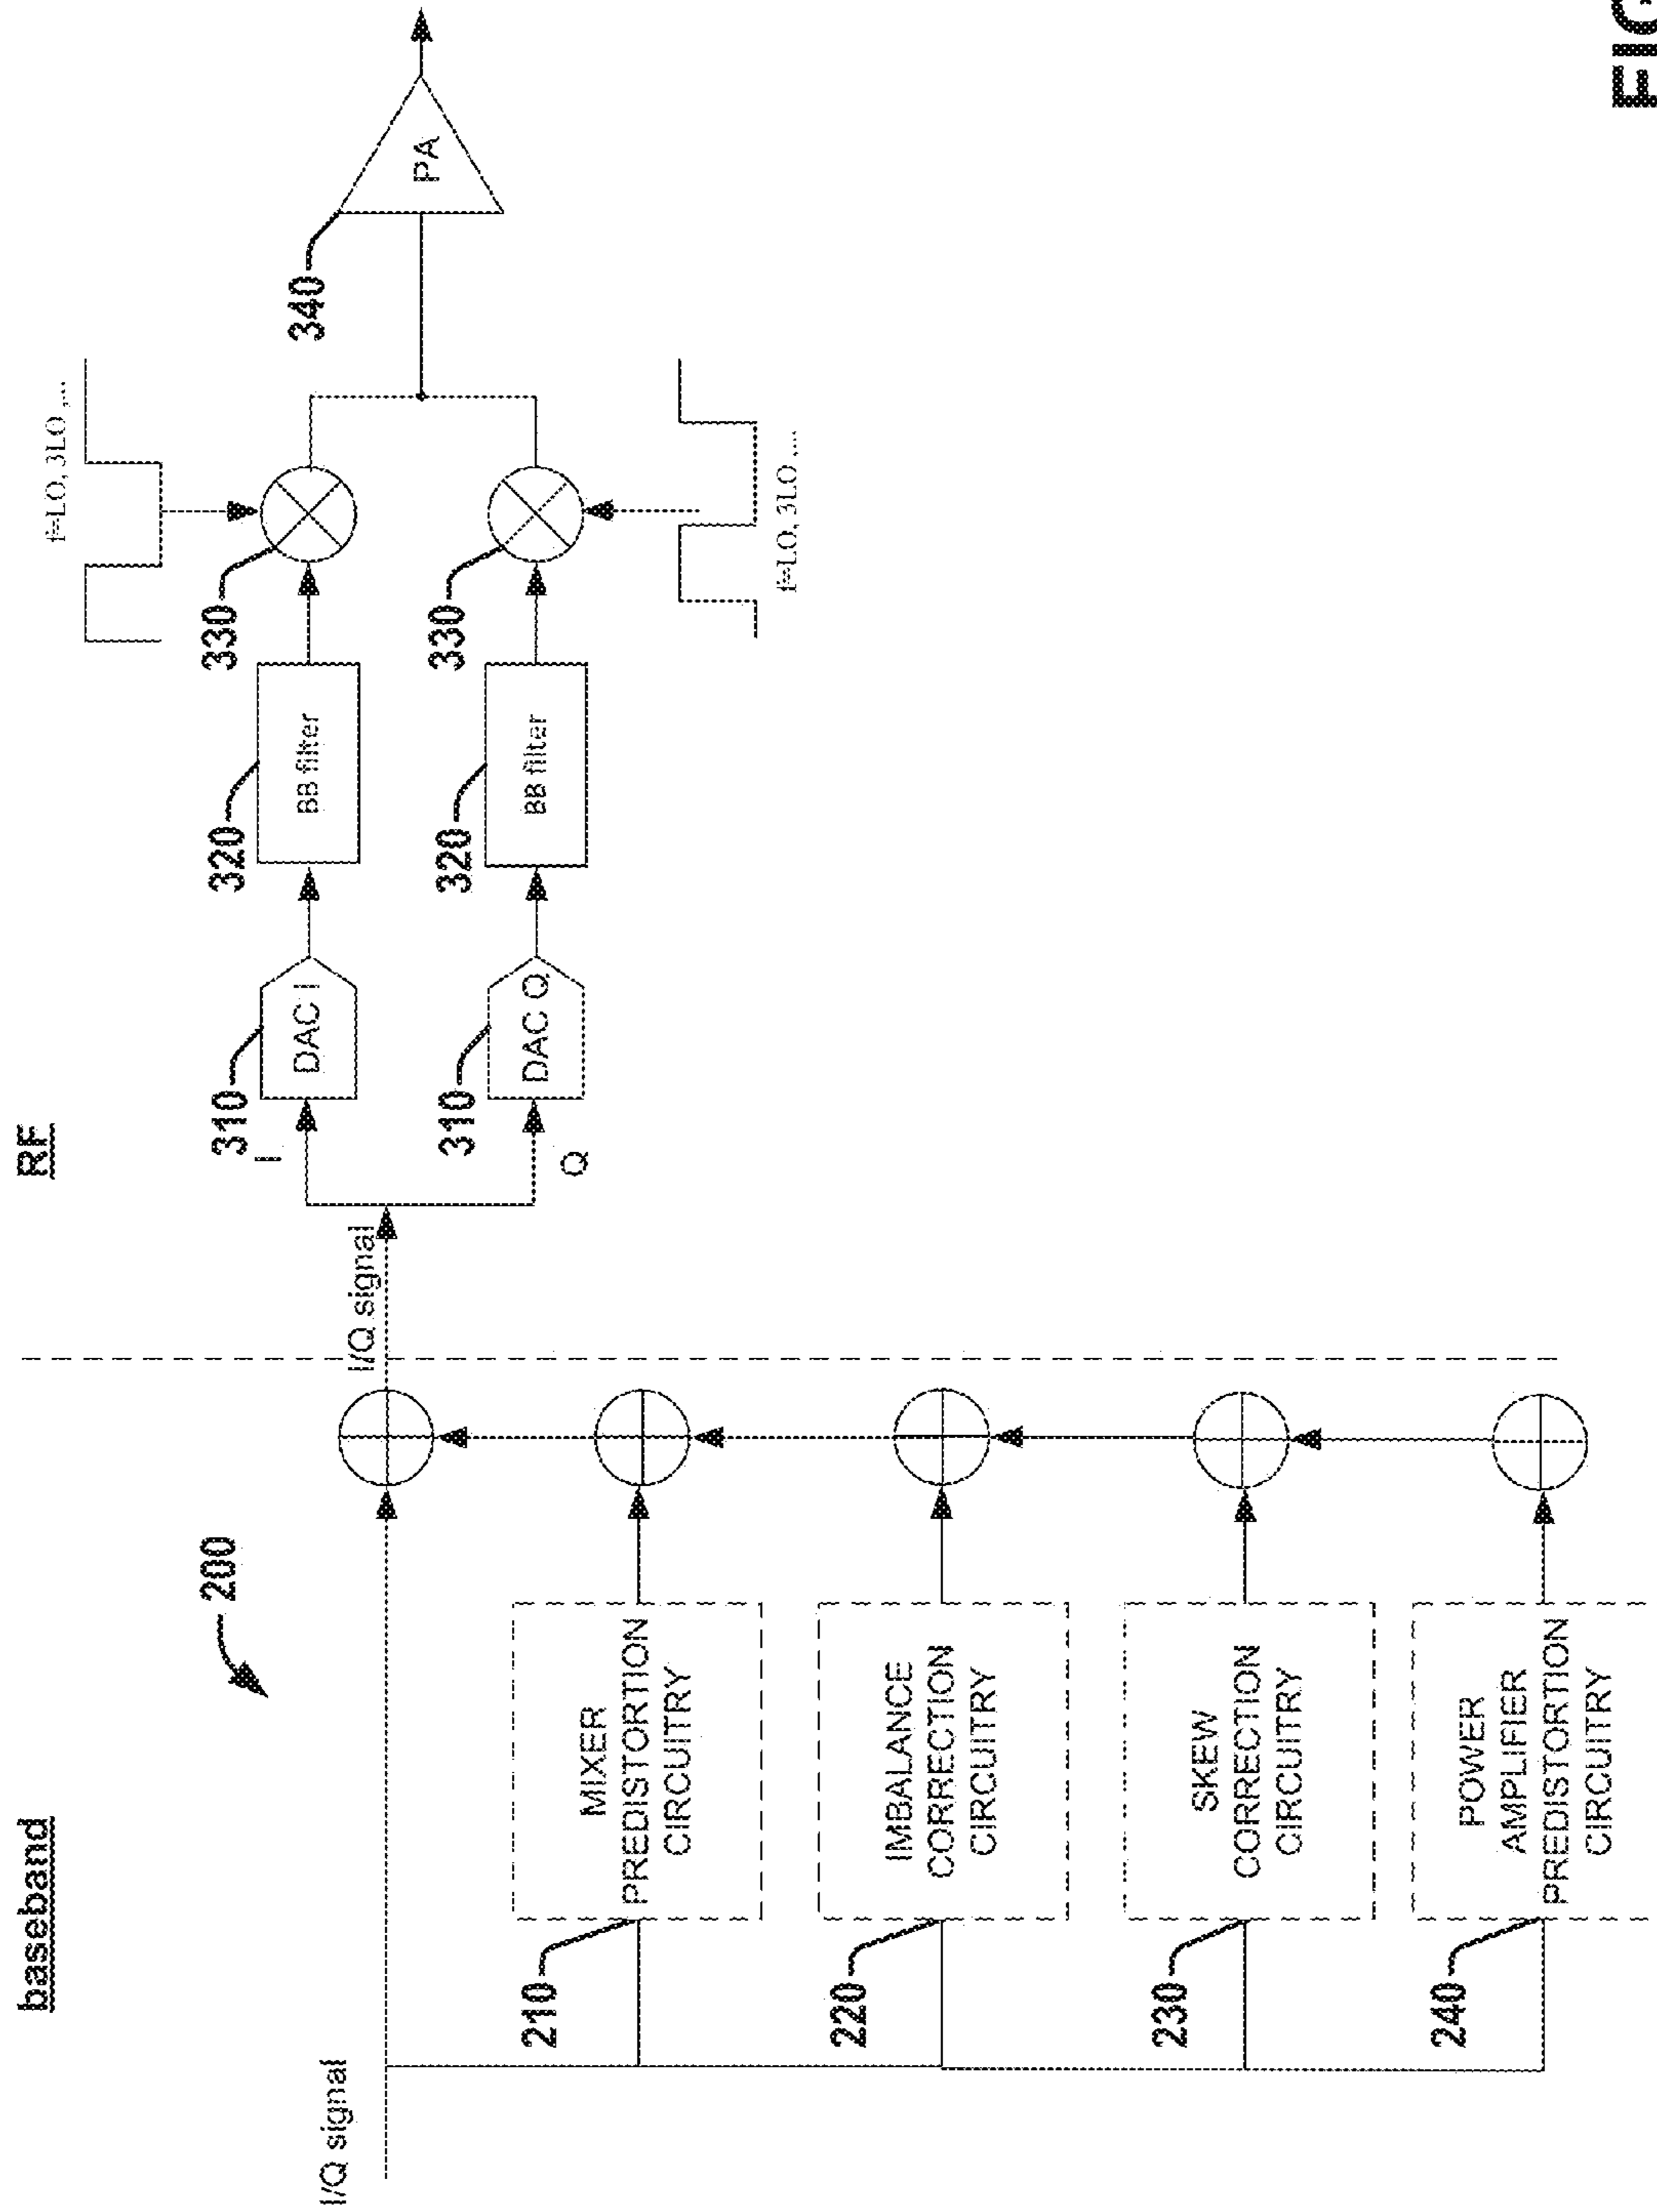 baseband
RF
I/Q signal
200
I/Q signal
I
Q
310
DAC I
310
DAC Q
320
BB filter
320
BB filter
330
330
f=LO, 3LO ,...
f=LO, 3LO ,...
340
PA
210
MIXER
PREDISTORTION
CIRCUITRY
220
IMBALANCE
CORRECTION
CIRCUITRY
230
SKEW
CORRECTION
CIRCUITRY
240
POWER
AMPLIFIER
PREDISTORTION
CIRCUITRY